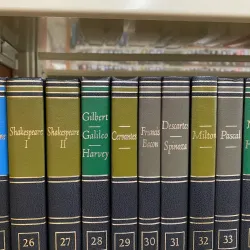 Shakespeare
I
26
Shakespeare
II
27
Gilbert
Galileo
Harvey
28
Cervantes
29
Francis
Bacon
30
Descartes
Spinoza
31
Milton
32
Pascal
33